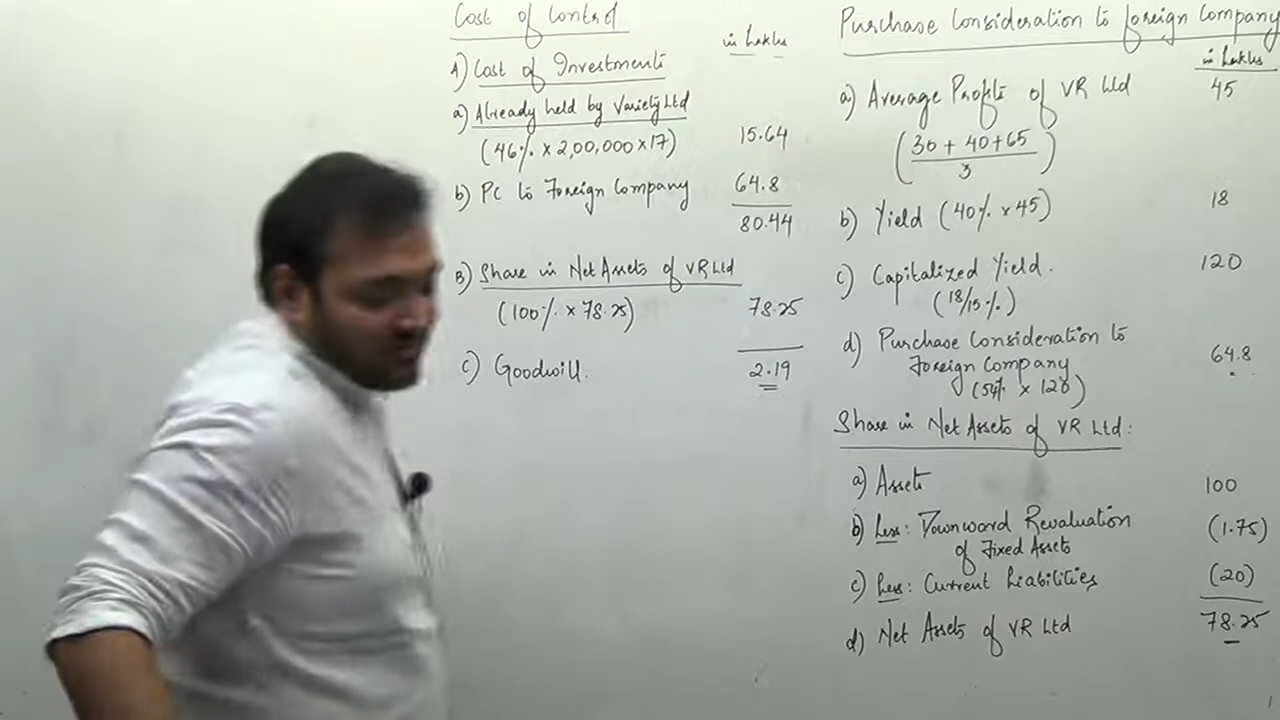 Cost of Control
in Lakhs
A) Cost of Investments
a) Already held by Variety Ltd
(46% x 2,00,000 x 17) 15.64
b) PC to Foreign Company 64.8
80.44
B) Share in Net Assets of VR Ltd
(100% x 78.25) 78.25
C) Goodwill. 2.19
Purchase Consideration to foreign Company
in Lakhs
a) Average Profits of VR Ltd 45
(30 + 40 + 65
3)
b) Yield (40% x 45) 18
c) Capitalized Yield. 120
(18/15%)
d) Purchase Consideration to
Foreign Company 64.8
(54% x 120)
Share in Net Assets of VR Ltd:
a) Assets 100
b) Less: Downward Revaluation (1.75)
of Fixed Assets
c) Less: Current Liabilities (20)
d) Net Assets of VR Ltd 78.25